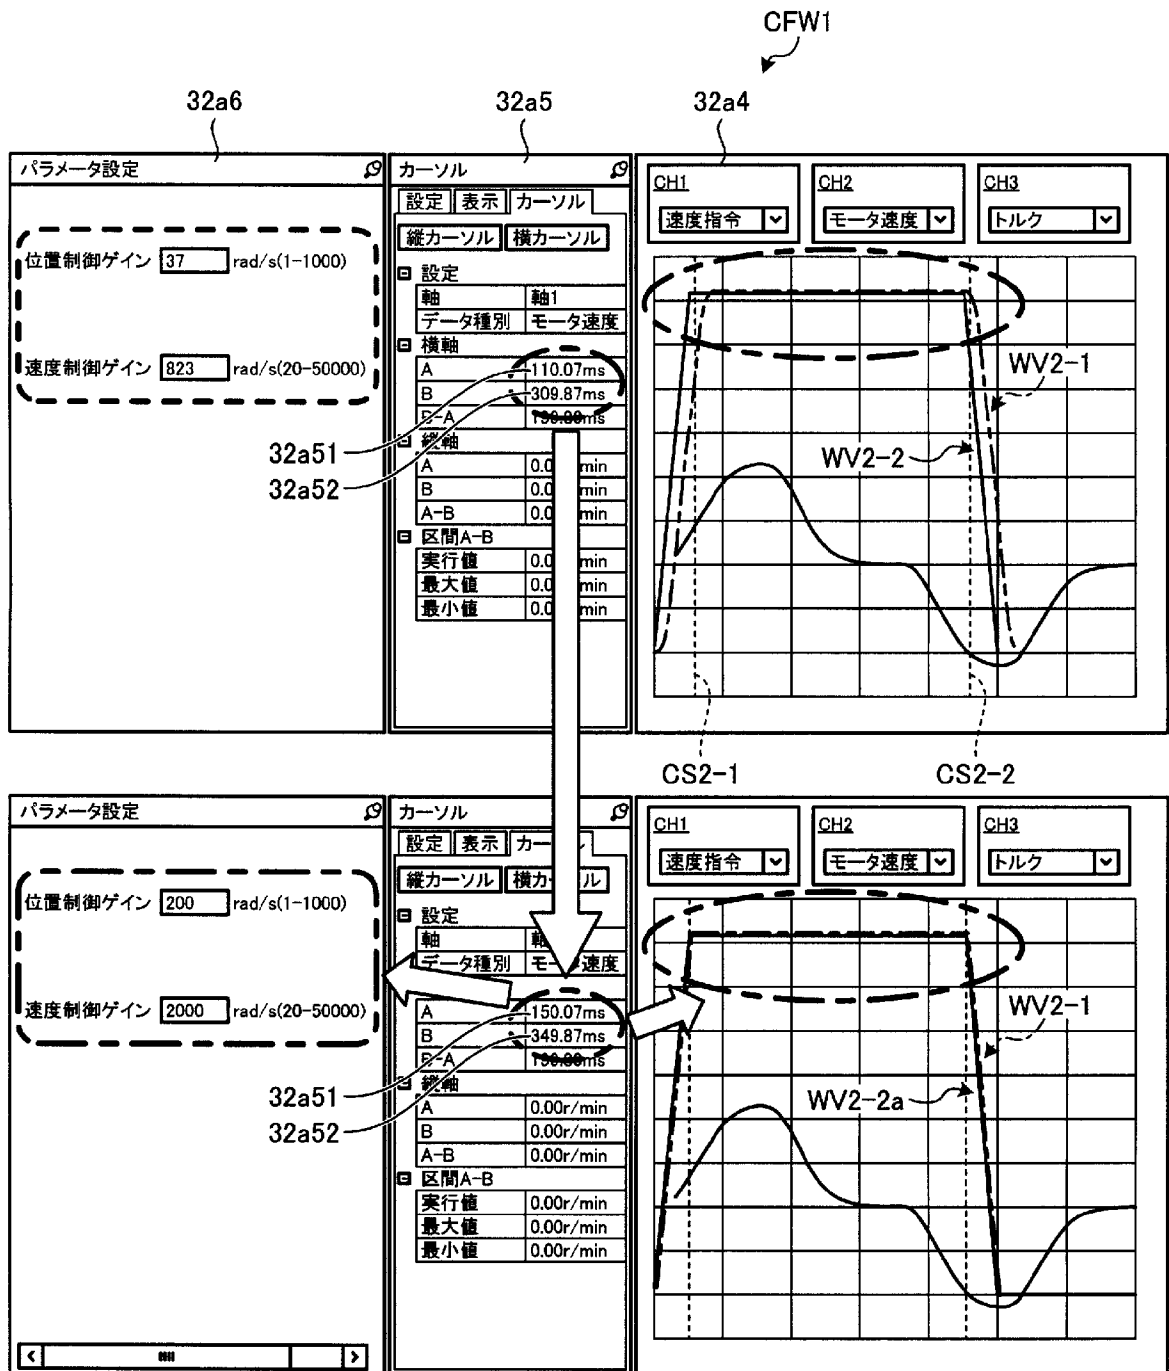 CFW1
32a6
32a5
32a4
パラメータ設定
位置制御ゲイン 37 rad/s(1-1000)
速度制御ゲイン 823 rad/s(20-50000)
カーソル
設定 表示 カーソル
縦カーソル 横カーソル
設定
軸 軸1
データ種別 モータ速度
横軸
A 110.07ms
B 309.87ms
B-A
縦軸
A
B
A-B
区間A-B
実行値
最大値
最小値
32a51
32a52
CH1
速度指令
CH2
モータ速度
CH3
トルク
WV2-1
WV2-2
CS2-1
CS2-2
パラメータ設定
位置制御ゲイン 200 rad/s(1-1000)
速度制御ゲイン 2000 rad/s(20-50000)
カーソル
設定 表示
縦カーソル
設定
軸
データ種別
A 150.07ms
B 349.87ms
B-A
縦軸
A 0.00r/min
B 0.00r/min
A-B 0.00r/min
区間A-B
実行値 0.00r/min
最大値 0.00r/min
最小値 0.00r/min
32a51
32a52
CH1
速度指令
CH2
モータ速度
CH3
トルク
WV2-1
WV2-2a